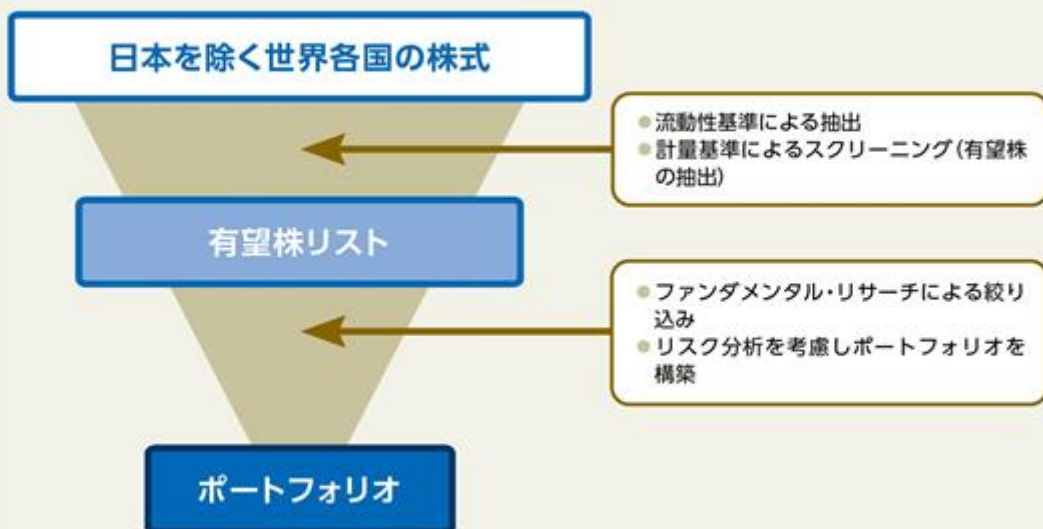 日本を除く世界各国の株式
●流動性基準による抽出
●計量基準によるスクリーニング(有望株
の抽出)
有望株リスト
●ファンダメンタル・リサーチによる絞り
込み
●リスク分析を考慮しポートフォリオを
構築
ポートフォリオ